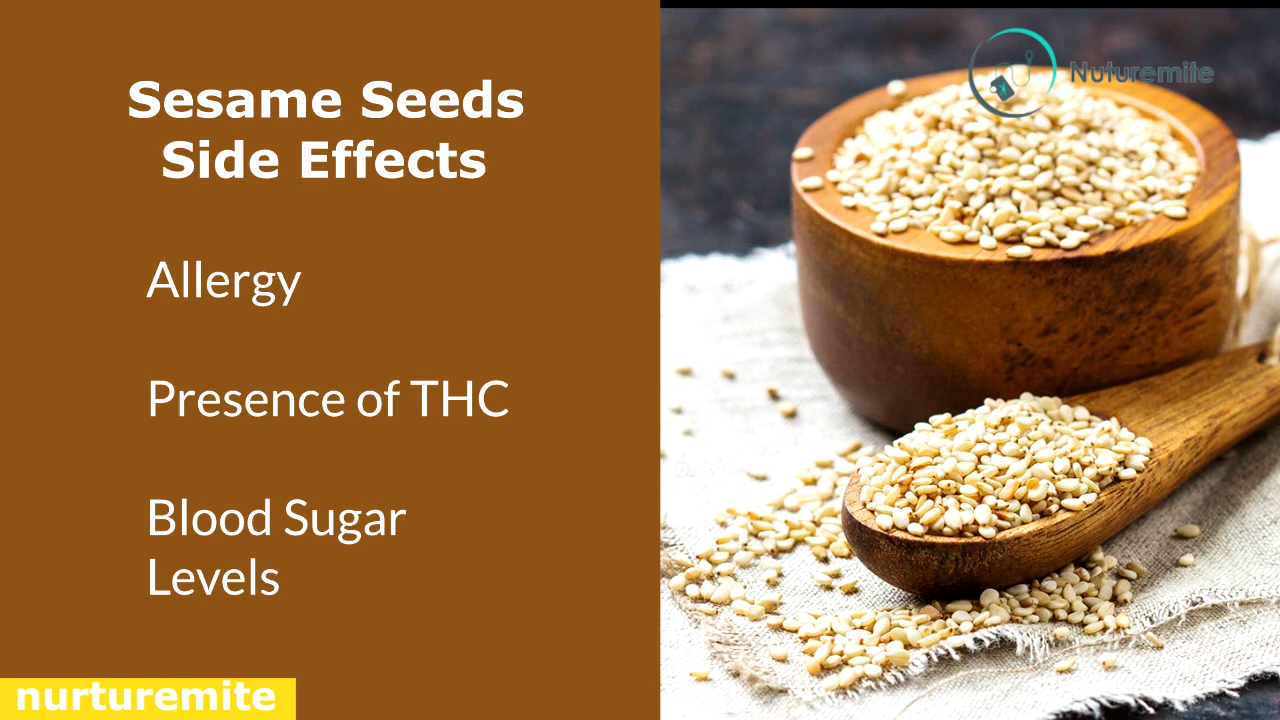 Sesame Seeds
Side Effects
Allergy
Presence of THC
Blood Sugar
Levels
nurturemite
Nuturemite